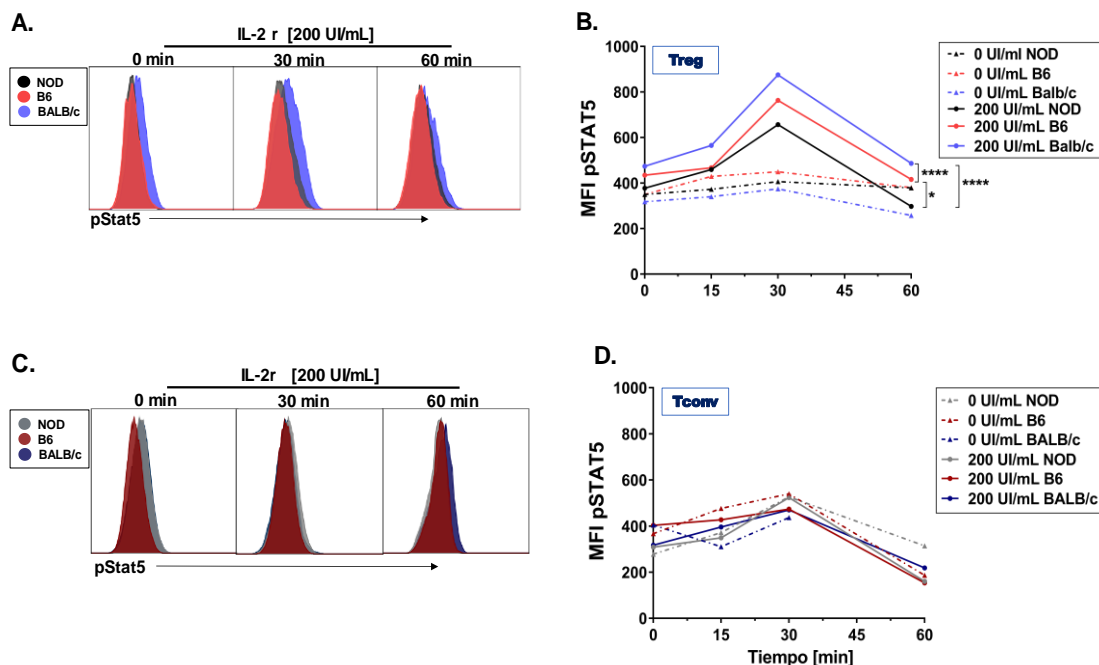 A.
IL-2 r [200 UI/mL]
0 min 30 min 60 min
NOD
B6
BALB/c
pStat5
B.
Treg
MFI pSTAT5
1000
800
600
400
200
0
0 15 30 45 60
0 UI/ml NOD
0 UI/mL B6
0 UI/mL Balb/c
200 UI/mL NOD
200 UI/mL B6
200 UI/mL Balb/c
****
*
****
C.
IL-2r [200 UI/mL]
0 min 30 min 60 min
NOD
B6
BALB/c
pStat5
D.
Tconv
MFI pSTAT5
1000
800
600
400
200
0
0 15 30 45 60
Tiempo [min]
0 UI/mL NOD
0 UI/mL B6
0 UI/mL BALB/c
200 UI/mL NOD
200 UI/mL B6
200 UI/mL BALB/c